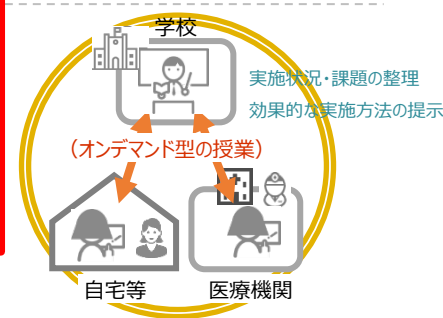 学校
実施状況・課題の整理
効果的な実施方法の提示
（オンデマンド型の授業）
自宅等
医療機関